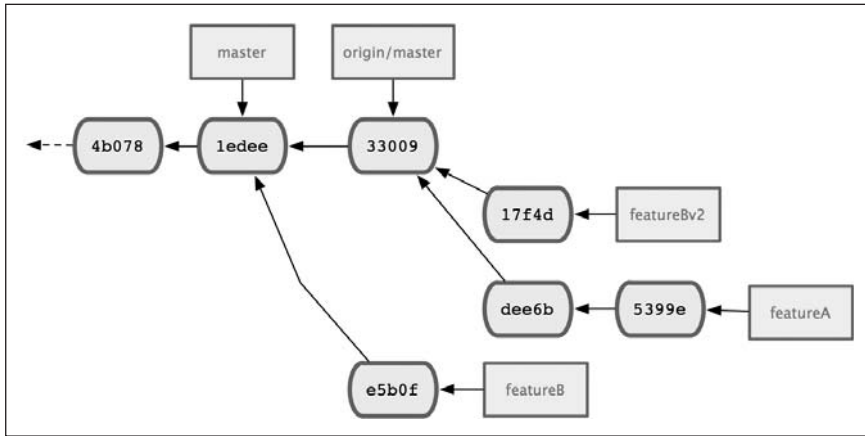 master
origin/master
4b078
1edee
33009
17f4d
featureBv2
dee6b
5399e
featureA
e5b0f
featureB